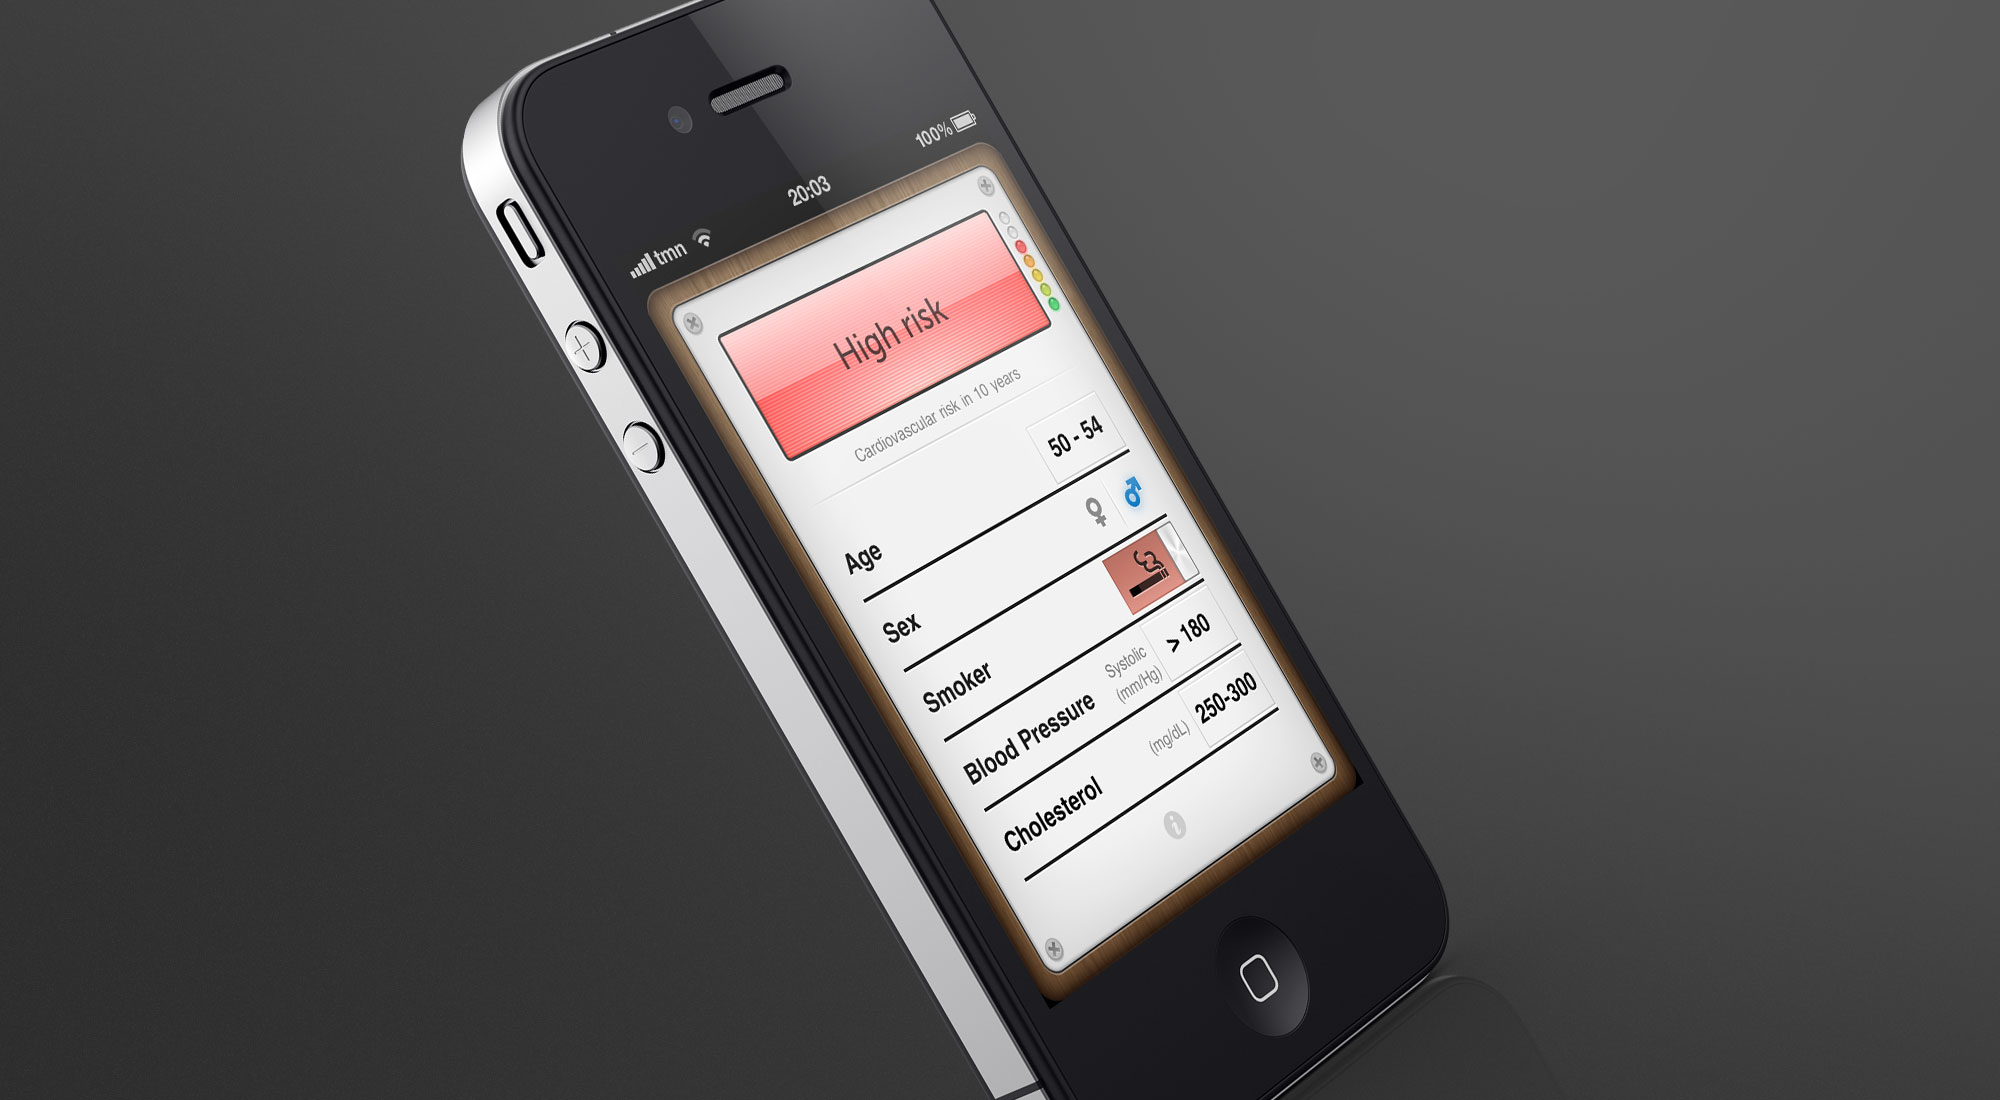 tmn 20:03 100%
High risk
Cardiovascular risk in 10 years
Age 50 - 54
Sex
Smoker
Blood Pressure Systolic (mm/Hg) > 180
Cholesterol (mg/dL) 250-300
i